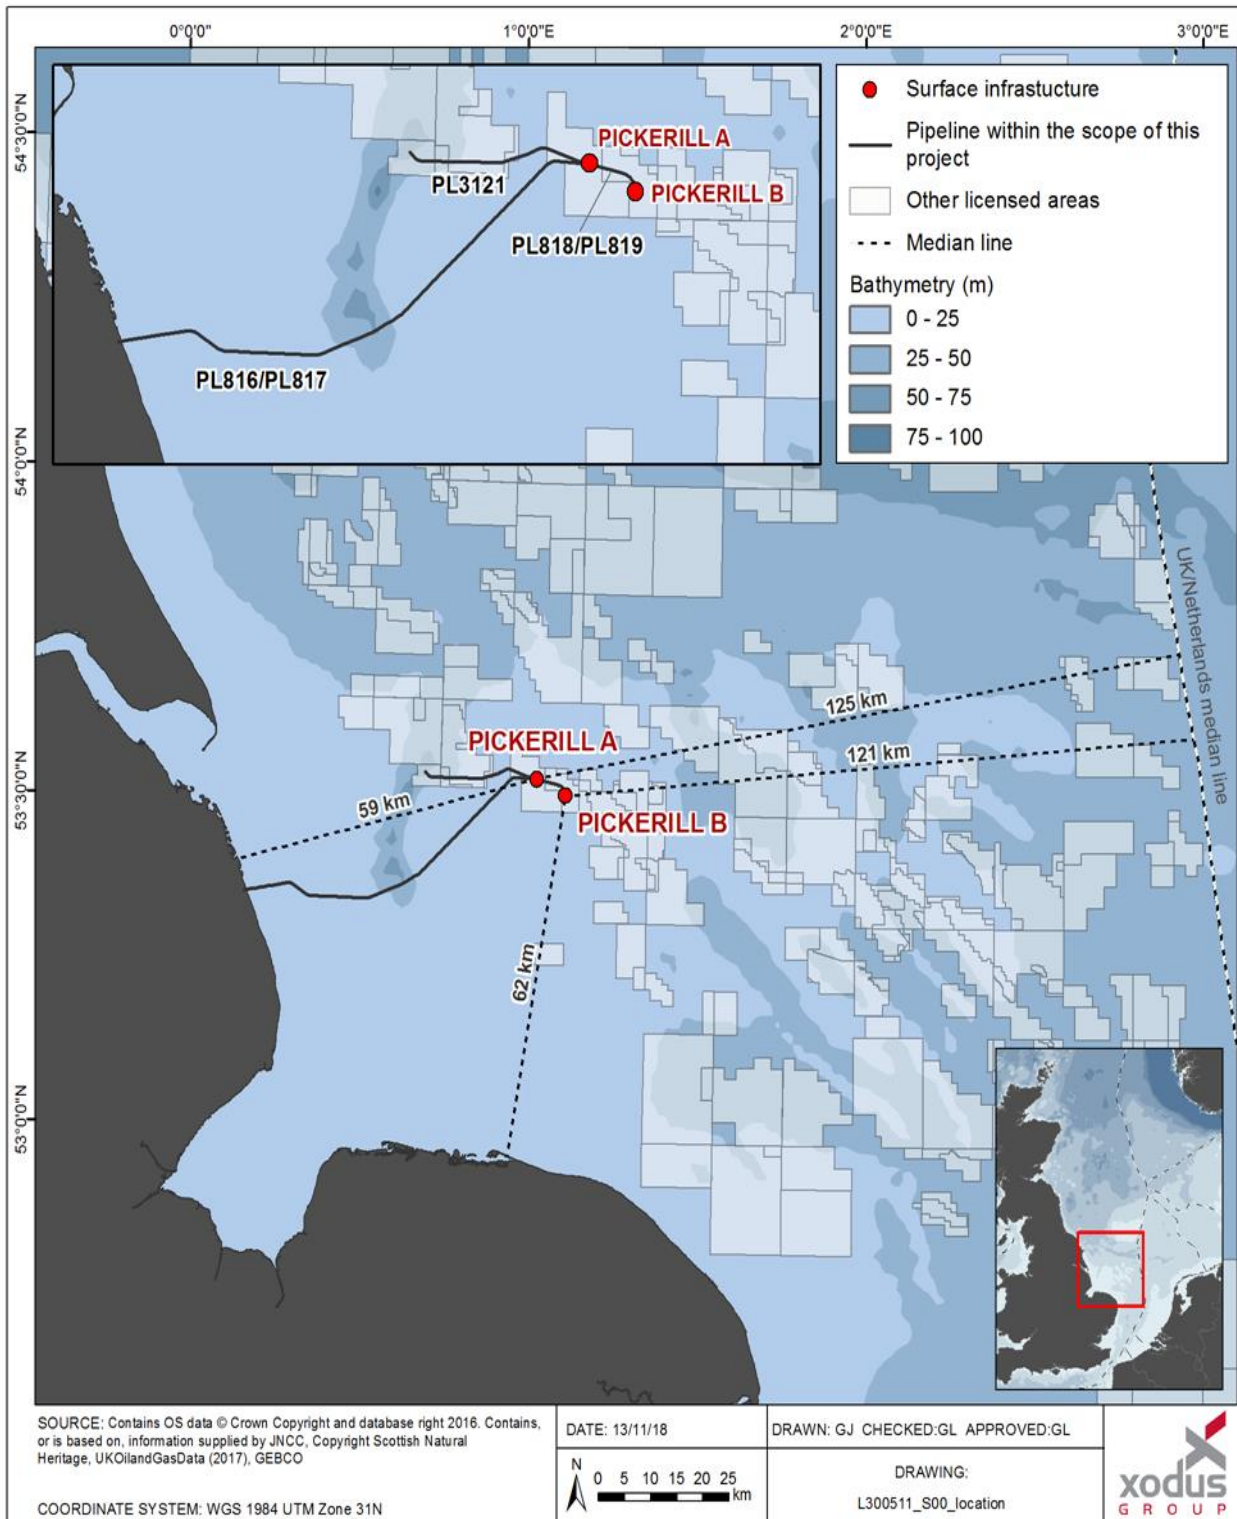 0°0'0"
1°0'0"E
2°0'0"E
3°0'0"E
54°30'0"N
54°0'0"N
53°30'0"N
53°0'0"N
PICKERILL A
PICKERILL B
PL3121
PL818/PL819
PL816/PL817
Surface infrastucture
Pipeline within the scope of this
project
Other licensed areas
Median line
Bathymetry (m)
0 - 25
25 - 50
50 - 75
75 - 100
UK/Netherlands median line
125 km
121 km
PICKERILL A
59 km
PICKERILL B
62 km
SOURCE: Contains OS data © Crown Copyright and database right 2016. Contains,
or is based on, information supplied by JNCC, Copyright Scottish Natural
Heritage, UKOilandGasData (2017), GEBCO
COORDINATE SYSTEM: WGS 1984 UTM Zone 31N
DATE: 13/11/18
N
0 5 10 15 20 25
km
DRAWN: GJ CHECKED:GL APPROVED:GL
DRAWING:
L300511_S00_location
xodus
GROUP